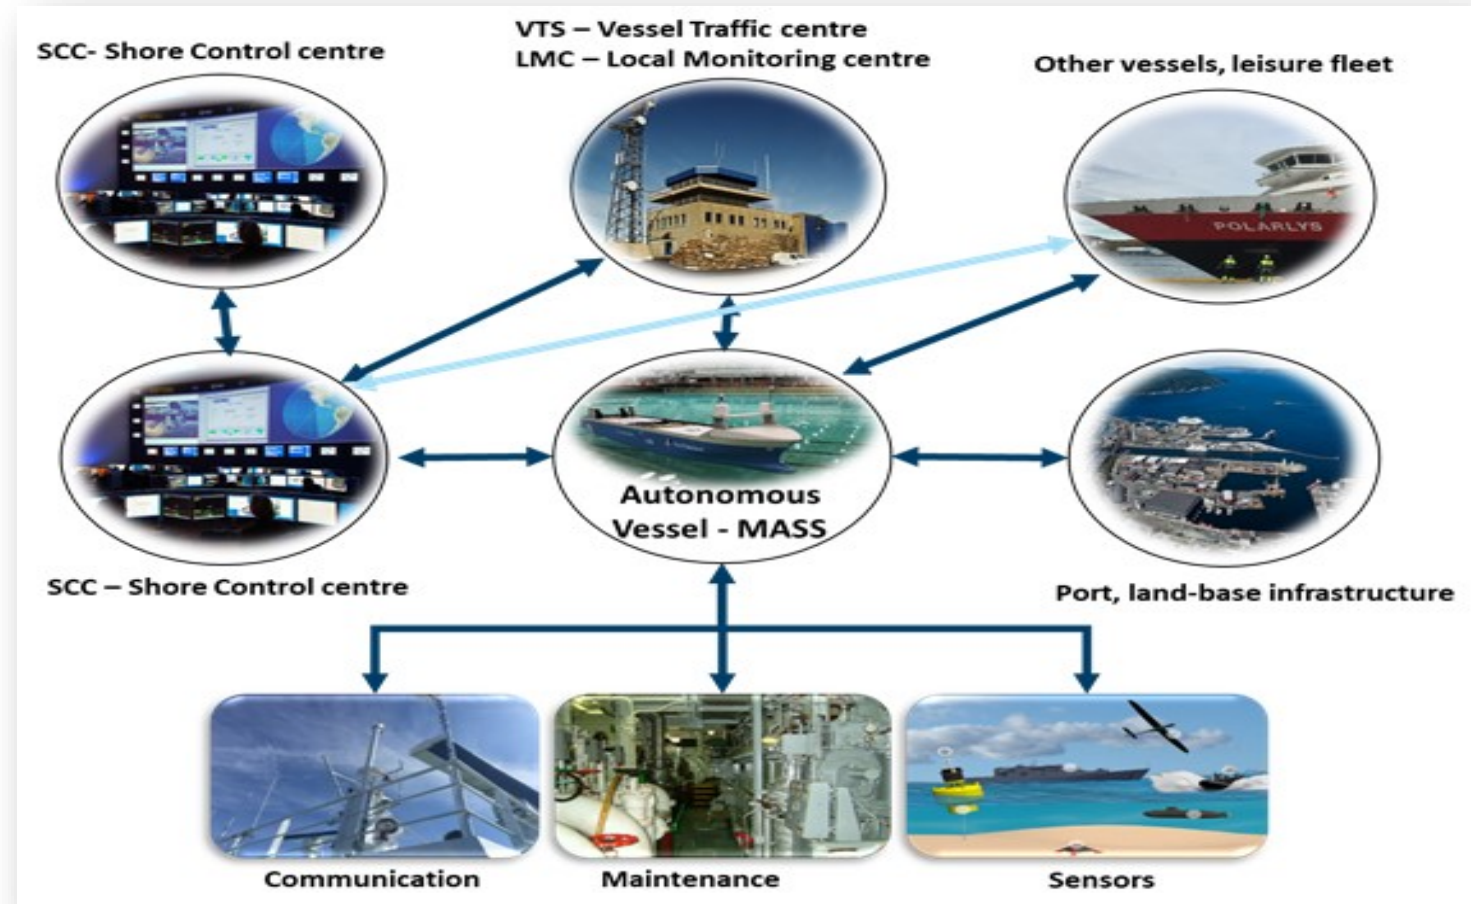 SCC- Shore Control centre
VTS – Vessel Traffic centre
LMC – Local Monitoring centre
Other vessels, leisure fleet
POLARLYS
Autonomous
Vessel - MASS
SCC – Shore Control centre
Port, land-base infrastructure
Communication
Maintenance
Sensors